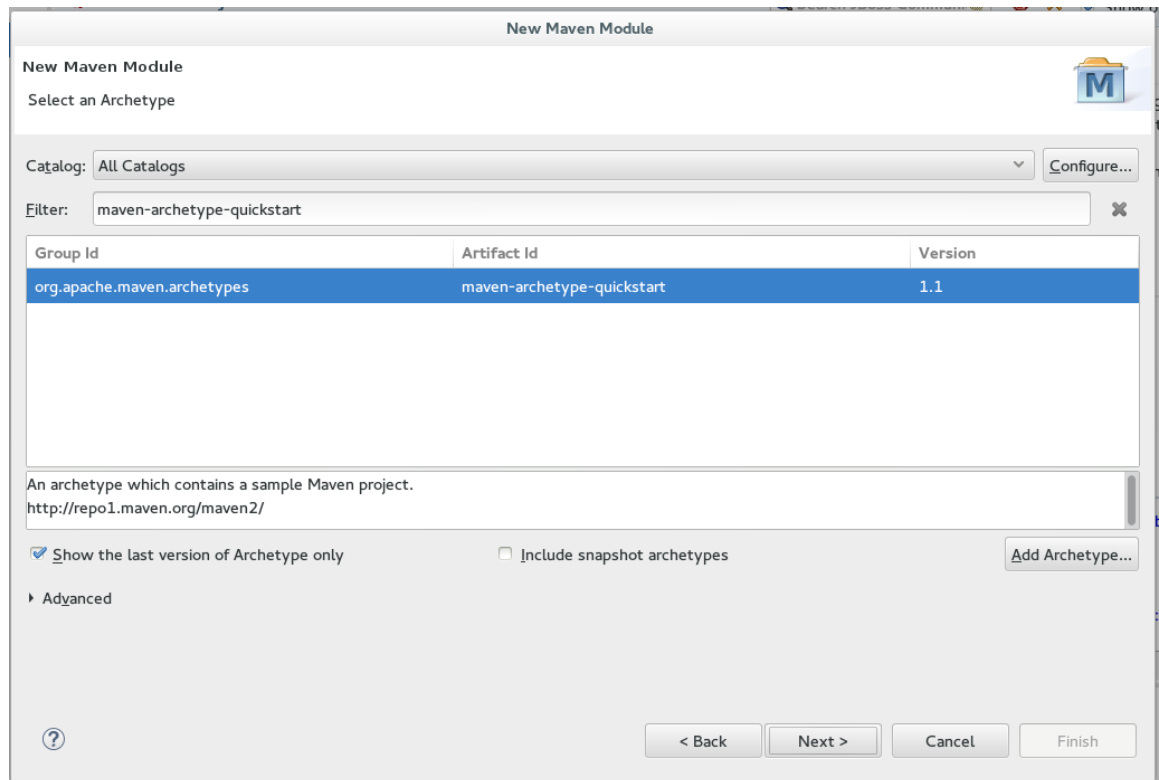 New Maven Module
New Maven Module
Select an Archetype
M
Catalog: All Catalogs Configure...
Filter: maven-archetype-quickstart
Group Id Artifact Id Version
org.apache.maven.archetypes maven-archetype-quickstart 1.1
An archetype which contains a sample Maven project.
http://repo1.maven.org/maven2/
Show the last version of Archetype only Include snapshot archetypes Add Archetype...
Advanced
? < Back Next > Cancel Finish